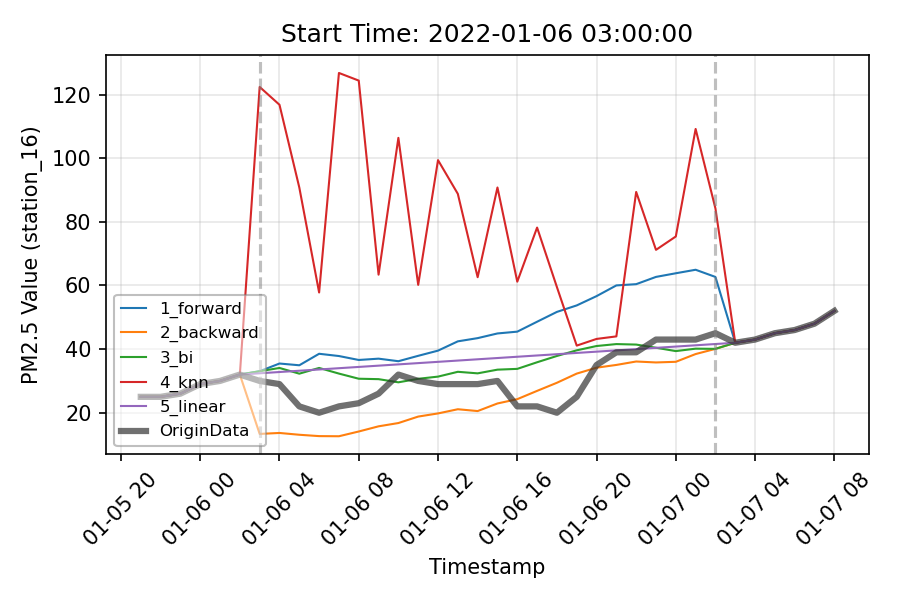 Start Time: 2022-01-06 03:00:00
PM2.5 Value (station_16)
120
100
80
60
40
20
1_forward
2_backward
3_bi
4_knn
5_linear
OriginData
01-05 20
01-06 00
01-06 04
01-06 08
01-06 12
01-06 16
01-06 20
01-07 00
01-07 04
01-07 08
Timestamp